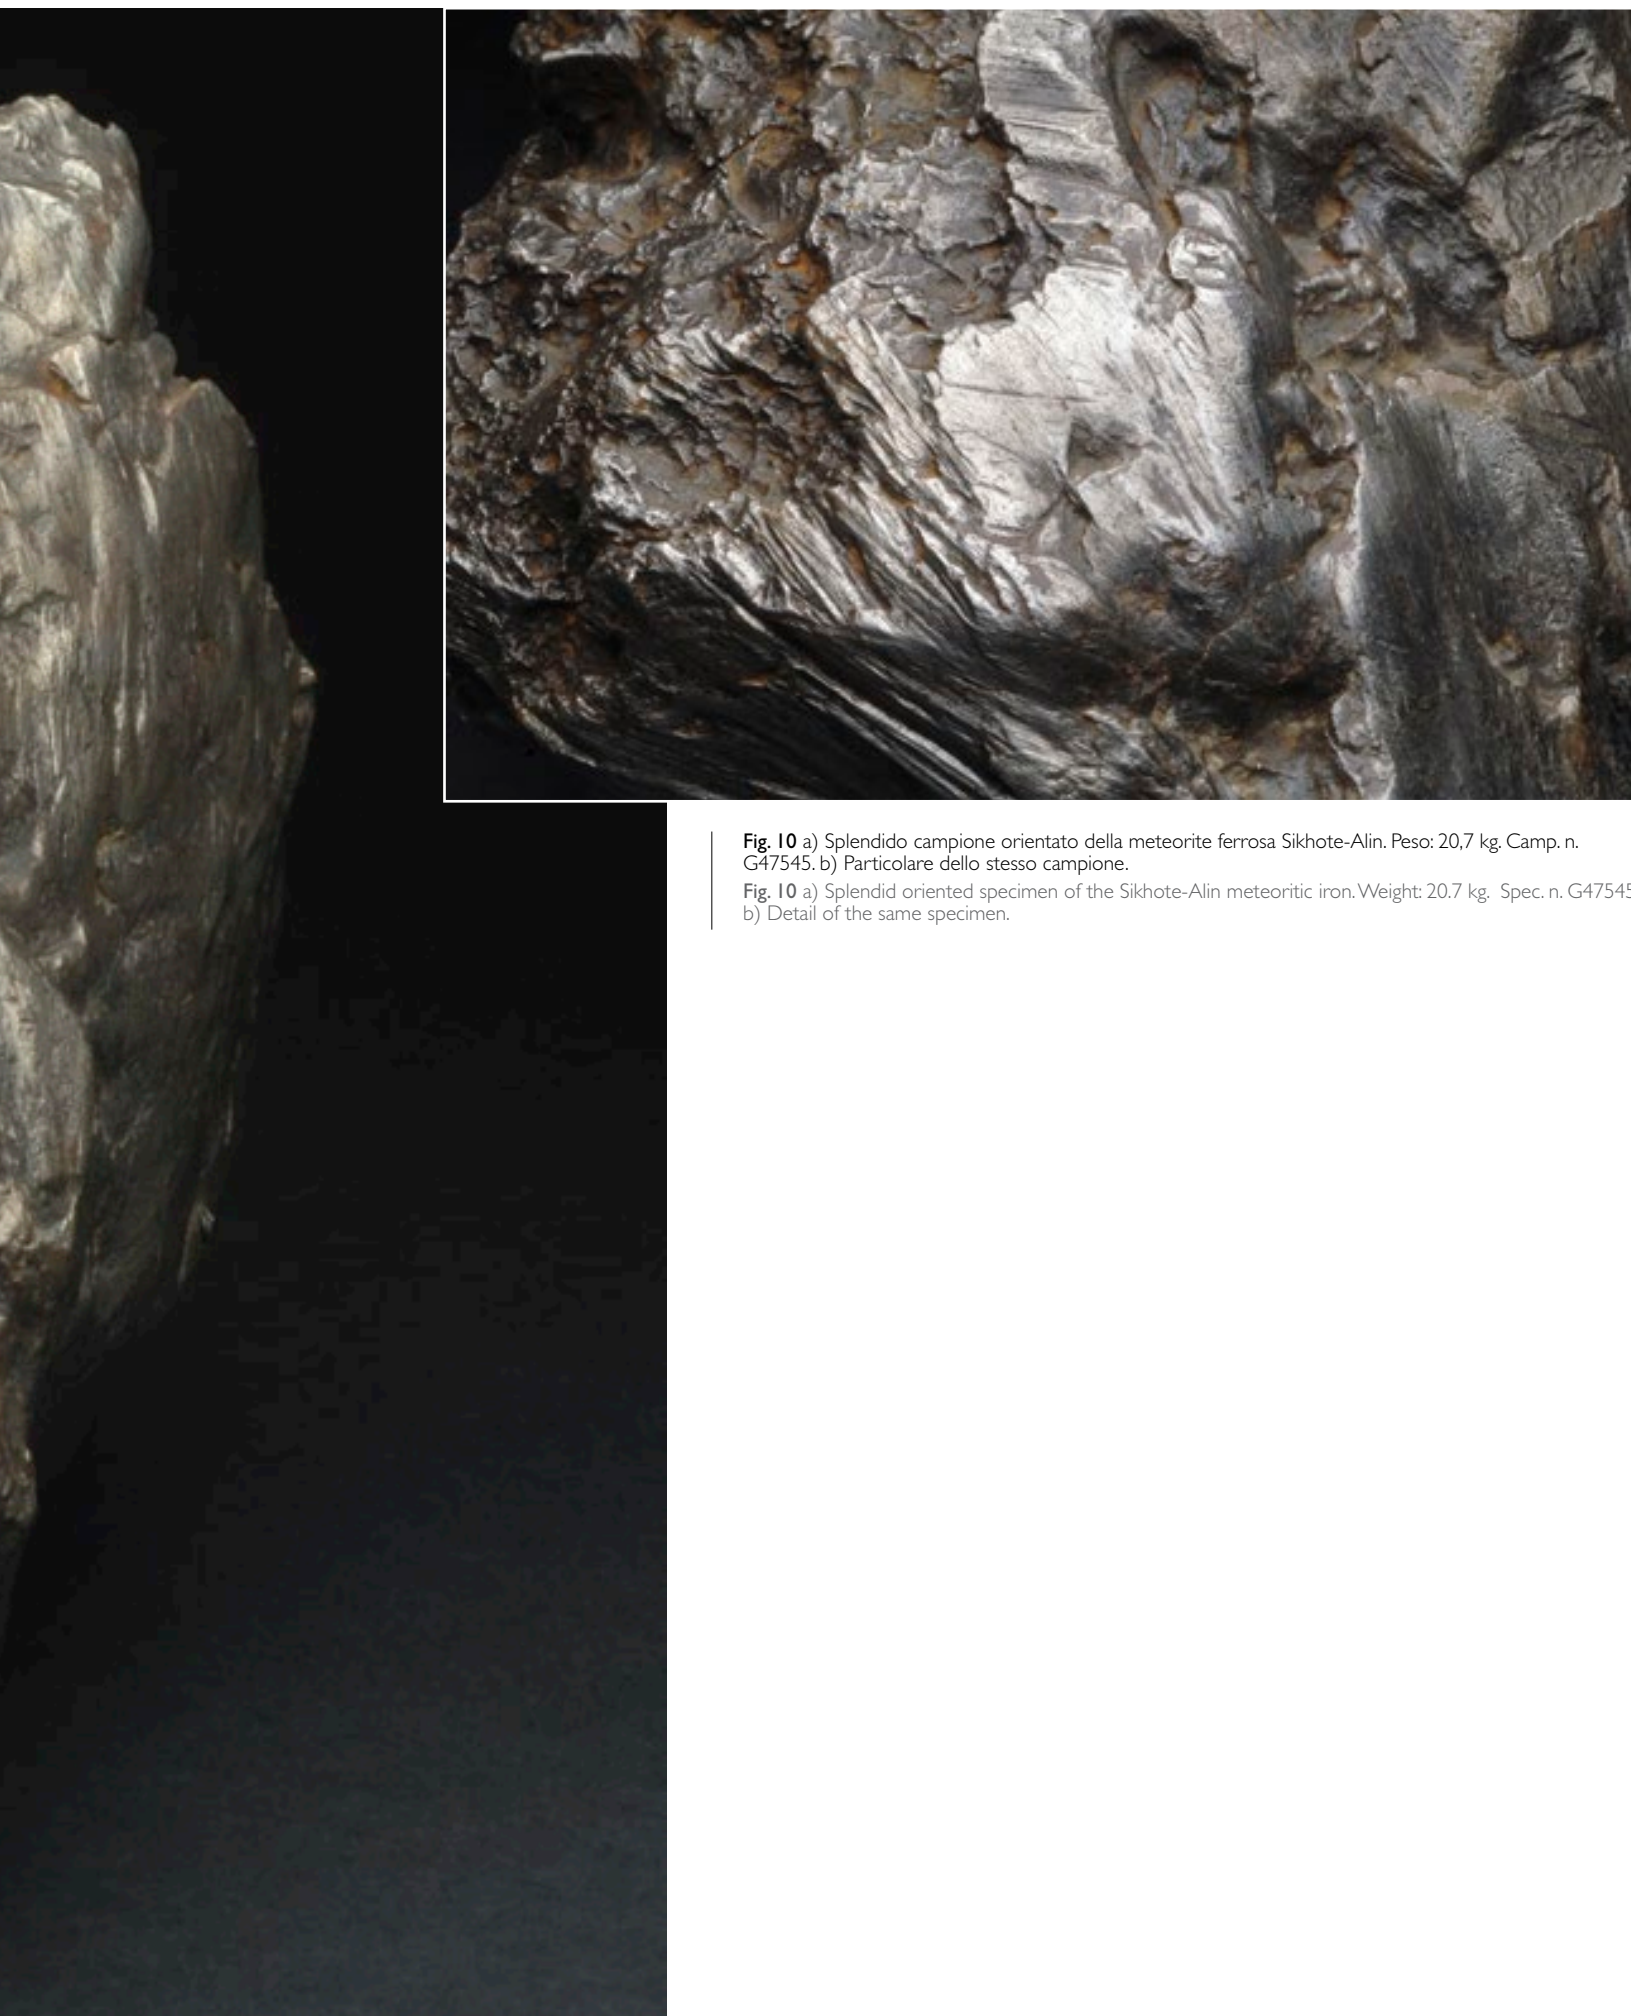 Fig. 10 a) Splendido campione orientato della meteorite ferrosa Sikhote-Alin. Peso: 20,7 kg. Camp. n.
G47545. b) Particolare dello stesso campione.
Fig. 10 a) Splendid oriented specimen of the Sikhote-Alin meteoritic iron. Weight: 20.7 kg. Spec. n. G47545
b) Detail of the same specimen.